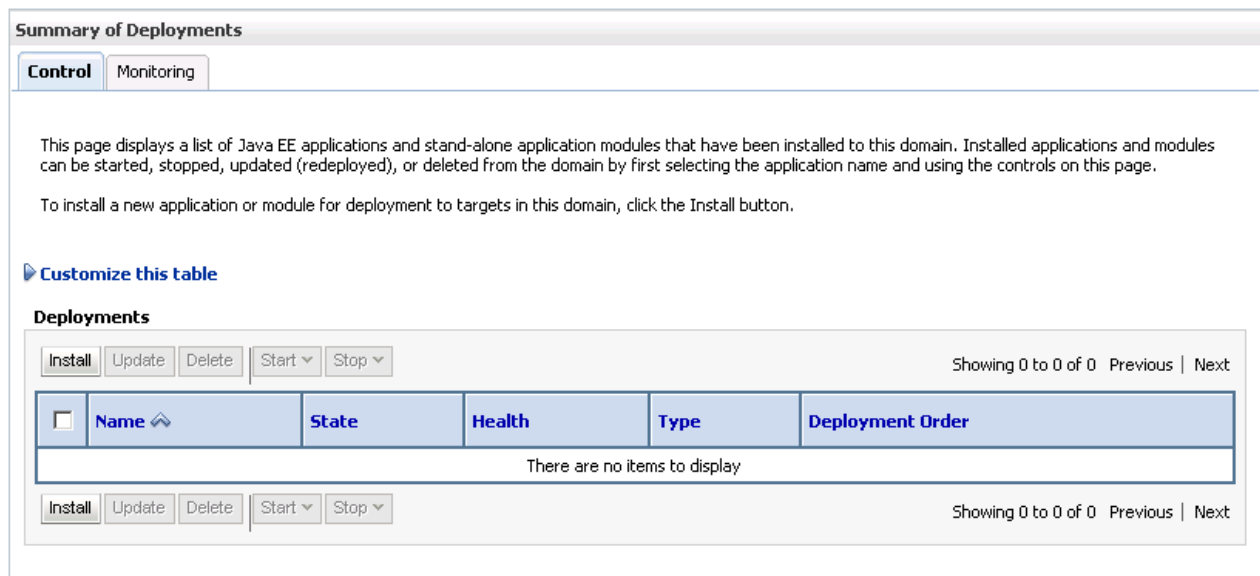 Summary of Deployments
Control Monitoring
This page displays a list of Java EE applications and stand-alone application modules that have been installed to this domain. Installed applications and modules
can be started, stopped, updated (redeployed), or deleted from the domain by first selecting the application name and using the controls on this page.
To install a new application or module for deployment to targets in this domain, click the Install button.
Customize this table
Deployments
Install Update Delete Start Stop Showing 0 to 0 of 0 Previous | Next
Name State Health Type Deployment Order
There are no items to display
Install Update Delete Start Stop Showing 0 to 0 of 0 Previous | Next